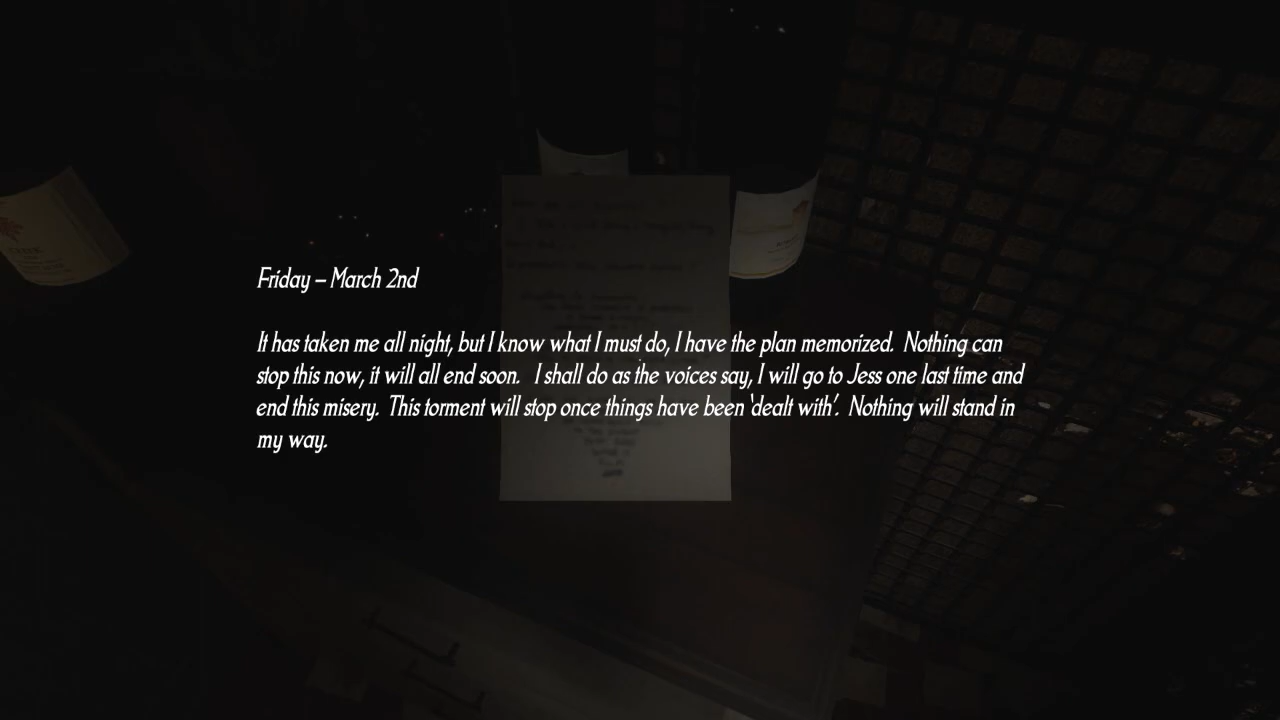 Friday – March 2nd
It has taken me all night, but I know what I must do, I have the plan memorized.  Nothing can
stop this now, it will all end soon.   I shall do as the voices say, I will go to Jess one last time and
end this misery.  This torment will stop once things have been ‘dealt with’.  Nothing will stand in
my way.